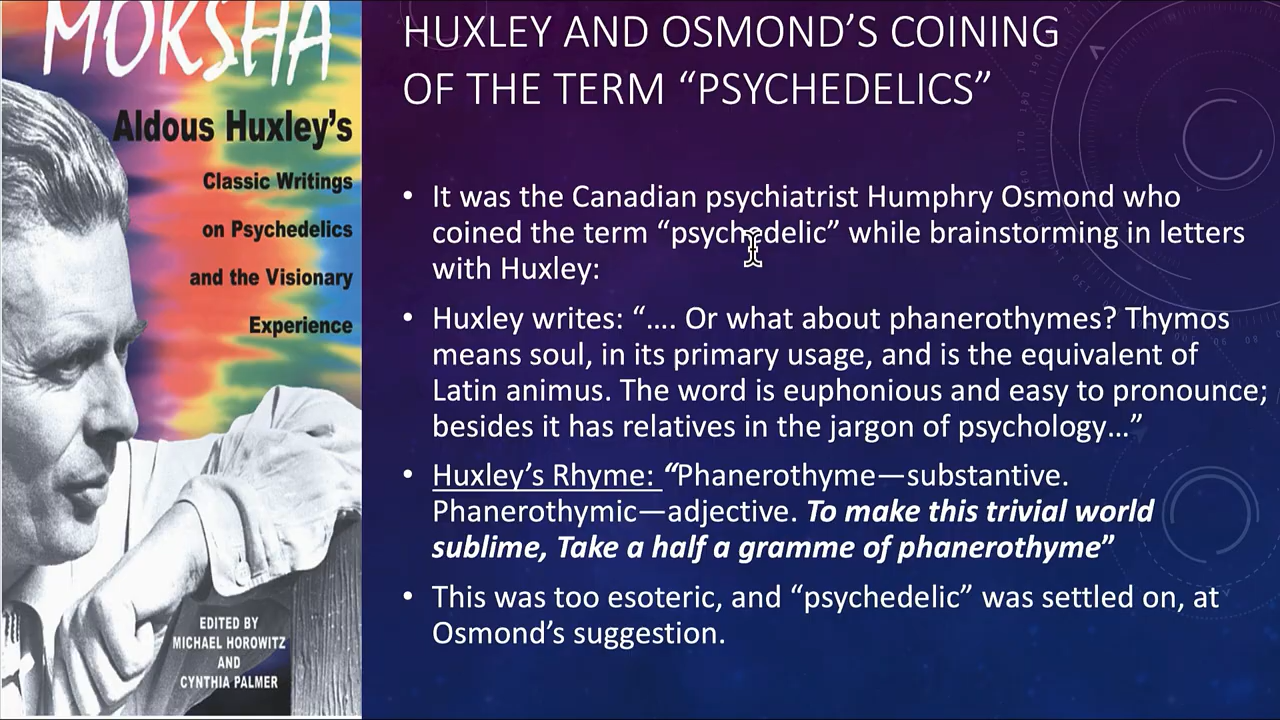 MOKSHA
Aldous Huxley's
Classic Writings
on Psychedelics
and the Visionary
Experience
EDITED BY
MICHAEL HOROWITZ
AND
CYNTHIA PALMER
HUXLEY AND OSMOND'S COINING
OF THE TERM “PSYCHEDELICS”
• It was the Canadian psychiatrist Humphry Osmond who
coined the term “psychedelic” while brainstorming in letters
with Huxley:
• Huxley writes: “…. Or what about phanerothymes? Thymos
means soul, in its primary usage, and is the equivalent of
Latin animus. The word is euphonious and easy to pronounce;
besides it has relatives in the jargon of psychology…”
• Huxley's Rhyme: “Phanerothyme—substantive.
Phanerothymic—adjective. To make this trivial world
sublime, Take a half a gramme of phanerothyme”
• This was too esoteric, and “psychedelic” was settled on, at
Osmond's suggestion.